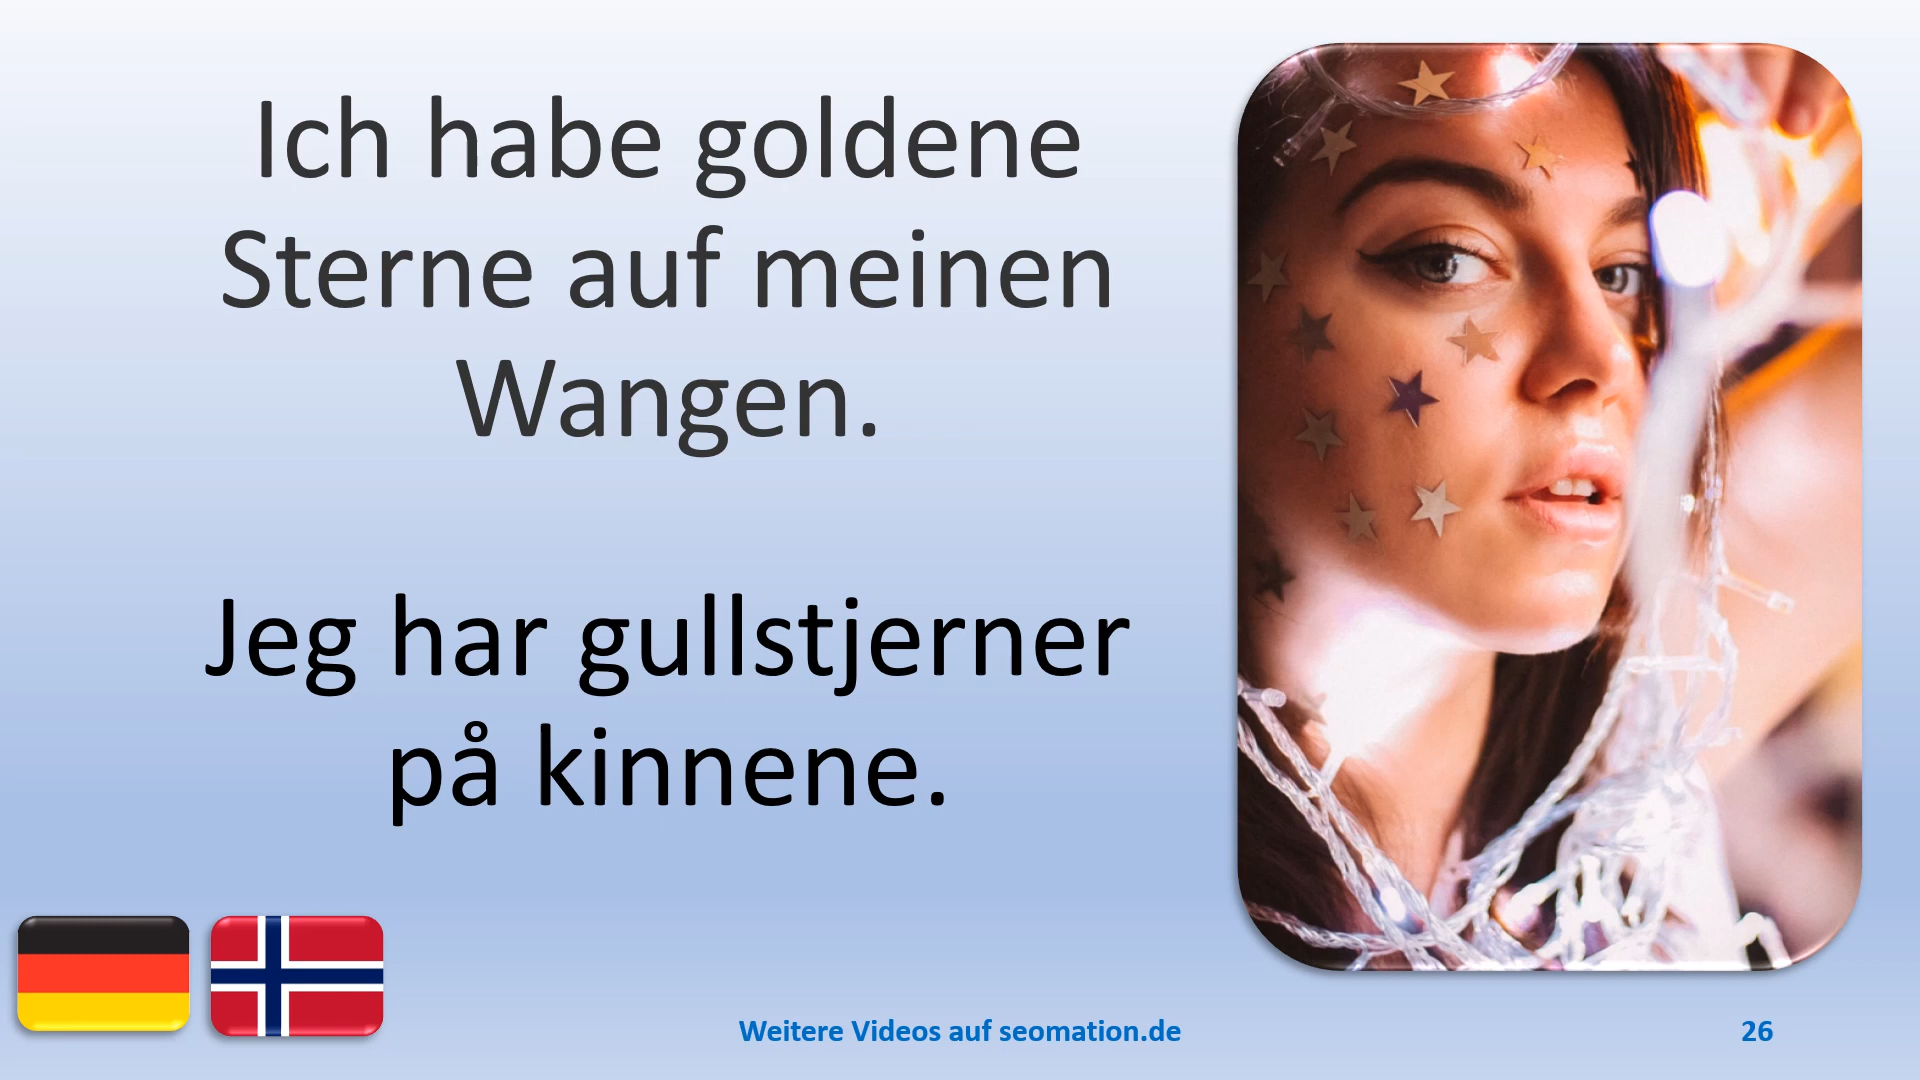 Ich habe goldene
Sterne auf meinen
Wangen.
Jeg har gullstjerner
på kinnene.
Weitere Videos auf seomation.de
26